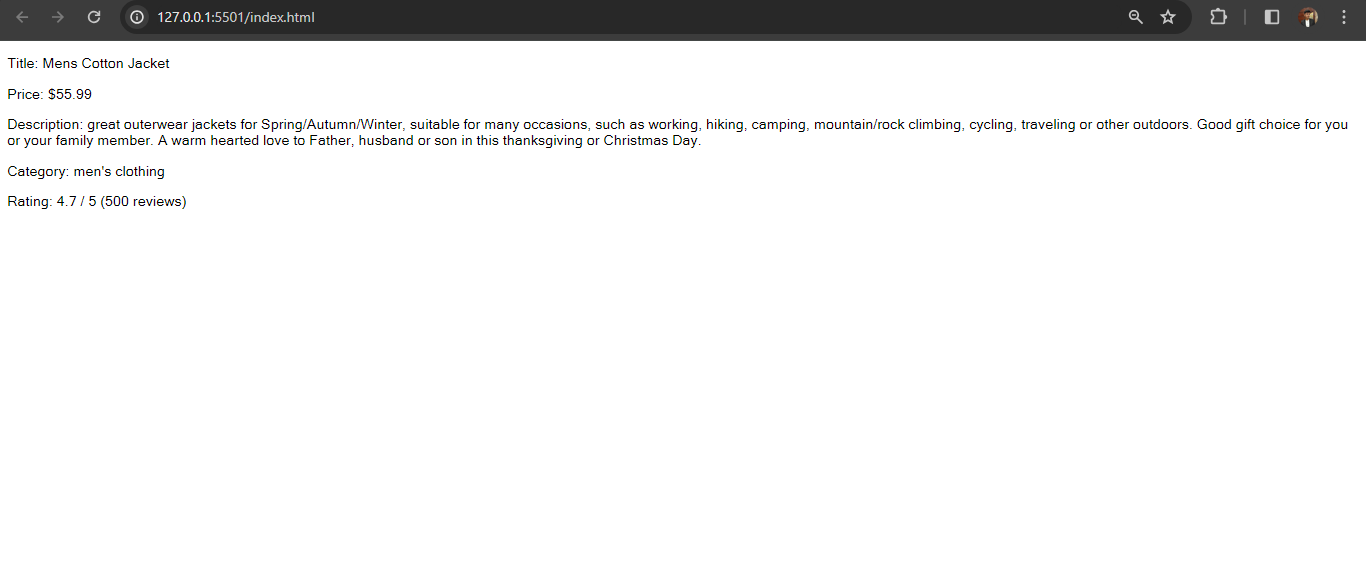 127.0.0.1:5501/index.html
Title: Mens Cotton Jacket
Price: $55.99
Description: great outerwear jackets for Spring/Autumn/Winter, suitable for many occasions, such as working, hiking, camping, mountain/rock climbing, cycling, traveling or other outdoors. Good gift choice for you
or your family member. A warm hearted love to Father, husband or son in this thanksgiving or Christmas Day.
Category: men's clothing
Rating: 4.7 / 5 (500 reviews)